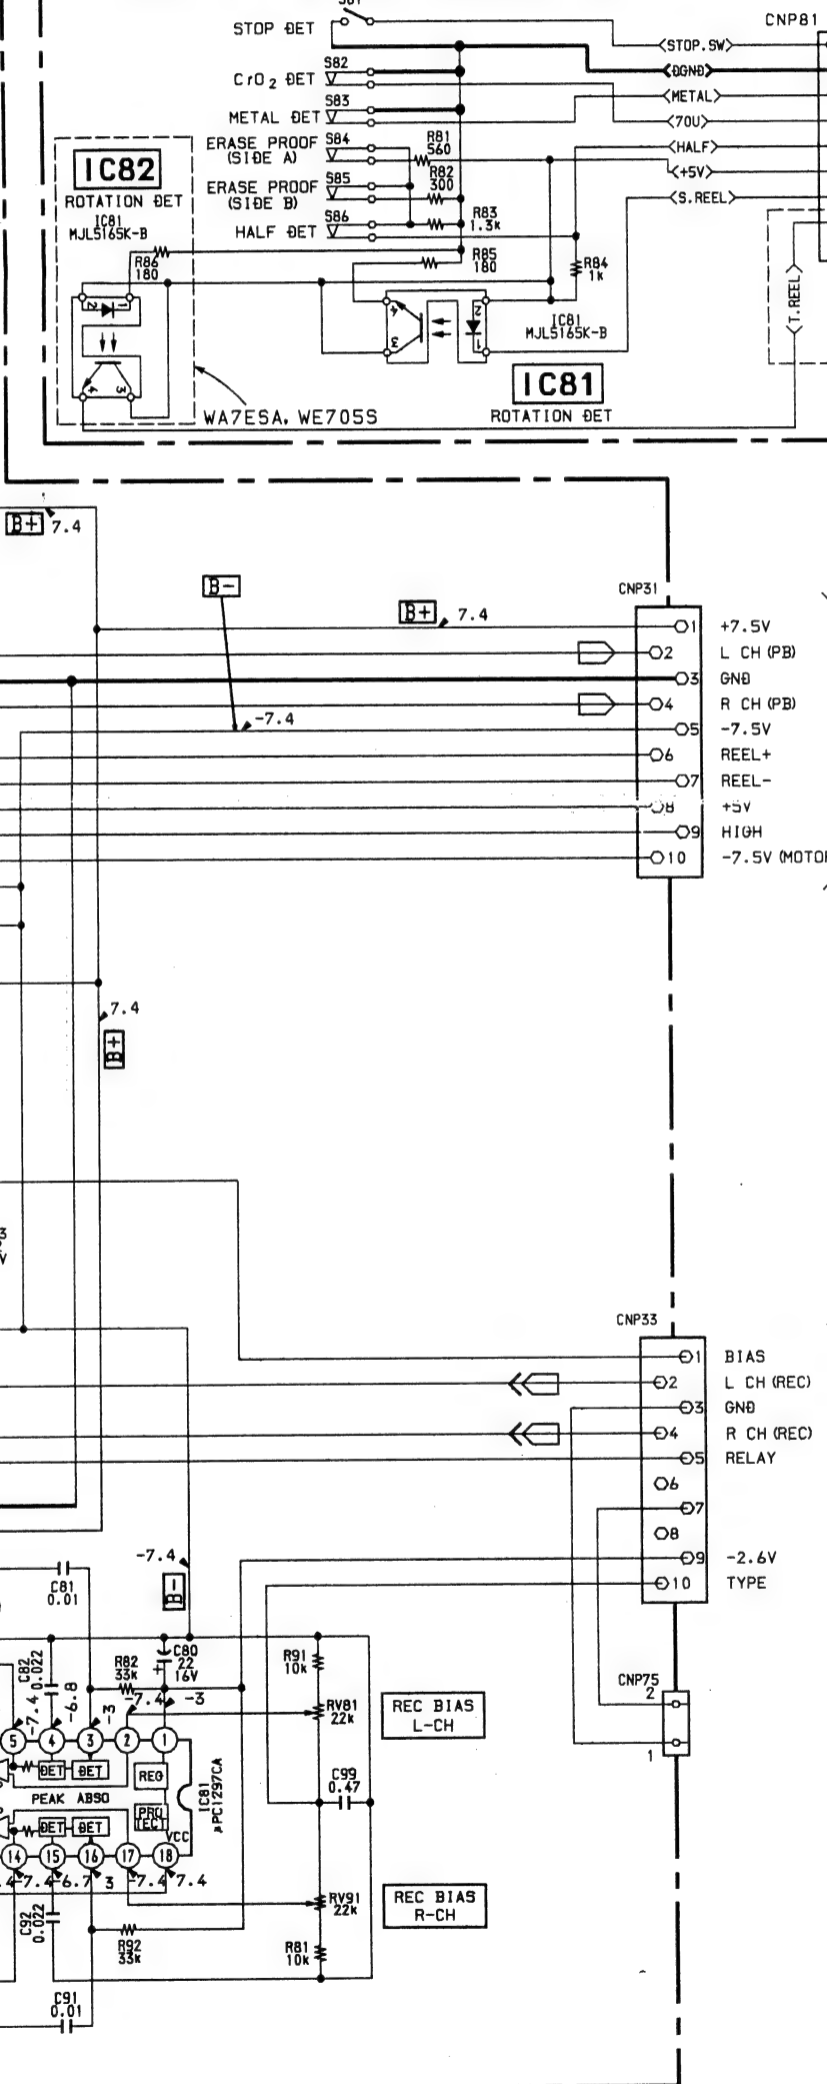 CNP81
STOP DET
<STOP.SW>
S82
CrO2 DET
<DGND>
S83
METAL DET
<METAL>
<70U>
ERASE PROOF
(SIDE A)
S84
R81
560
<HALF>
IC82
ROTATION DET
IC81
MJL5165K-B
ERASE PROOF
(SIDE B)
S85
R82
300
<+5V>
<S.REEL>
HALF DET
S86
R83
1.3k
R86
180
R85
180
R84
1k
<T.REEL>
2
1
4
3
4
3
2
1
IC81
MJL5165K-B
IC81
ROTATION DET
WA7ESA, WE705S
B+
7.4
B-
B+
7.4
-7.4
CNP31
1 +7.5V
2 L CH (PB)
3 GND
4 R CH (PB)
5 -7.5V
6 REEL+
7 REEL-
8 +5V
9 HIGH
10 -7.5V (MOTOR
7.4
B+
3
V
CNP33
1 BIAS
2 L CH (REC)
3 GND
4 R CH (REC)
5 RELAY
6
7
8
9 -2.6V
10 TYPE
-7.4
B-
C81
0.01
C82
0.022
R82
33k
C80
22
16V
+
R91
10k
CNP75
2
1
-7.4
-6.8
-3
-7.4
-3
RV81
22k
REC BIAS
L-CH
5
4
3
2
1
DET
DET
REG
PEAK ABSO
PRO
TECT
IC81
µPC1297CA
C99
0.47
DET
DET
VCC
14
15
16
17
18
-7.4
-6.7
3
-7.4
7.4
RV91
22k
REC BIAS
R-CH
C92
0.022
R92
33k
R81
10k
C91
0.01